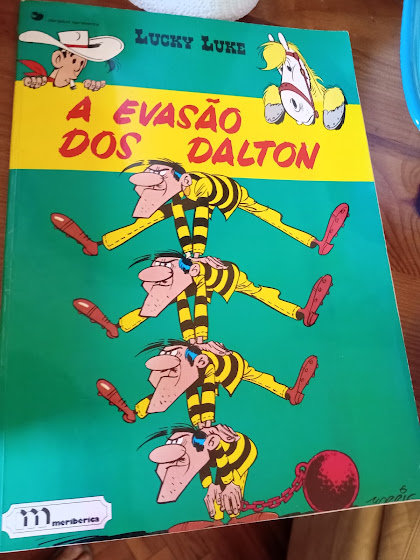 LUCKY LUKE
A EVASÃO
DOS DALTON
meribérica